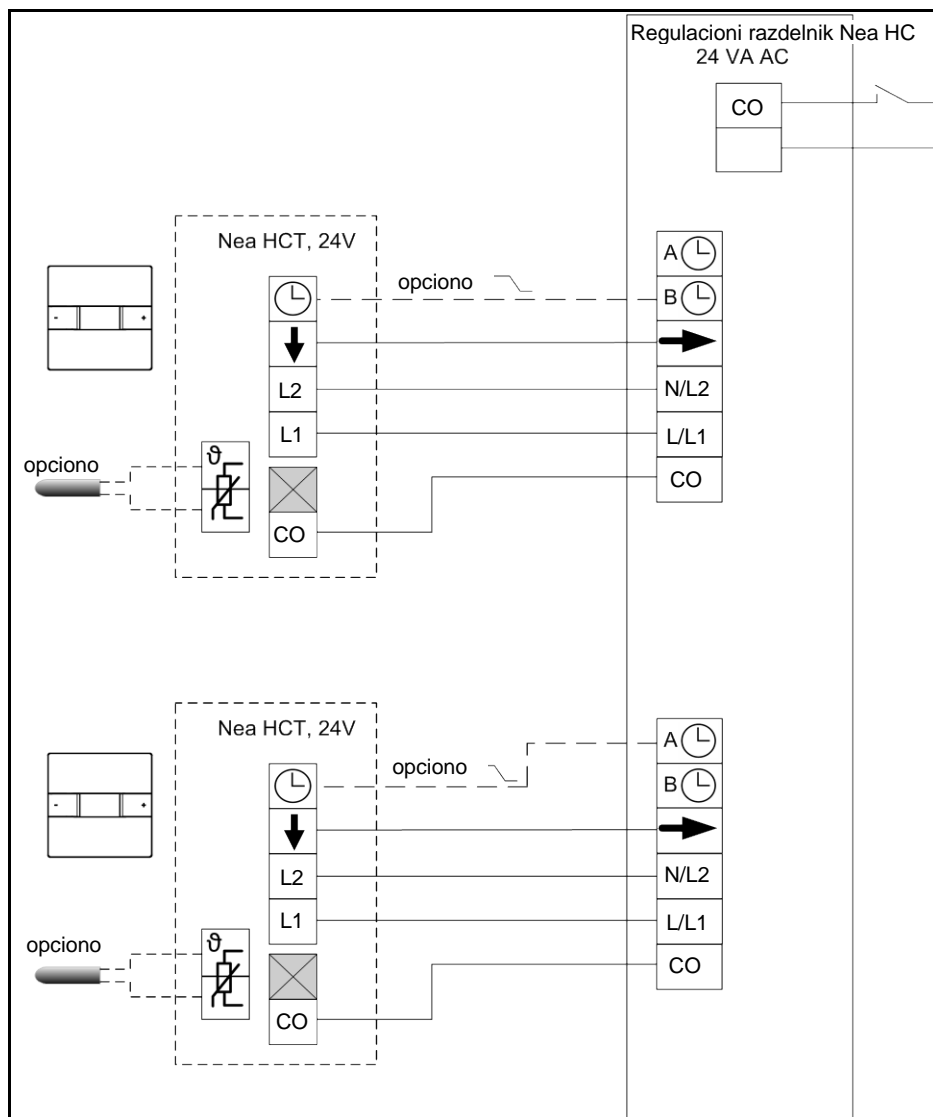 Regulacioni razdelnik Nea HC
24 VA AC
CO
Nea HCT, 24V
opciono
A
B
L2
N/L2
L1
L/L1
- +
opciono
ϑ
CO
CO
Nea HCT, 24V
opciono
A
B
L2
N/L2
L1
L/L1
- +
opciono
ϑ
CO
CO